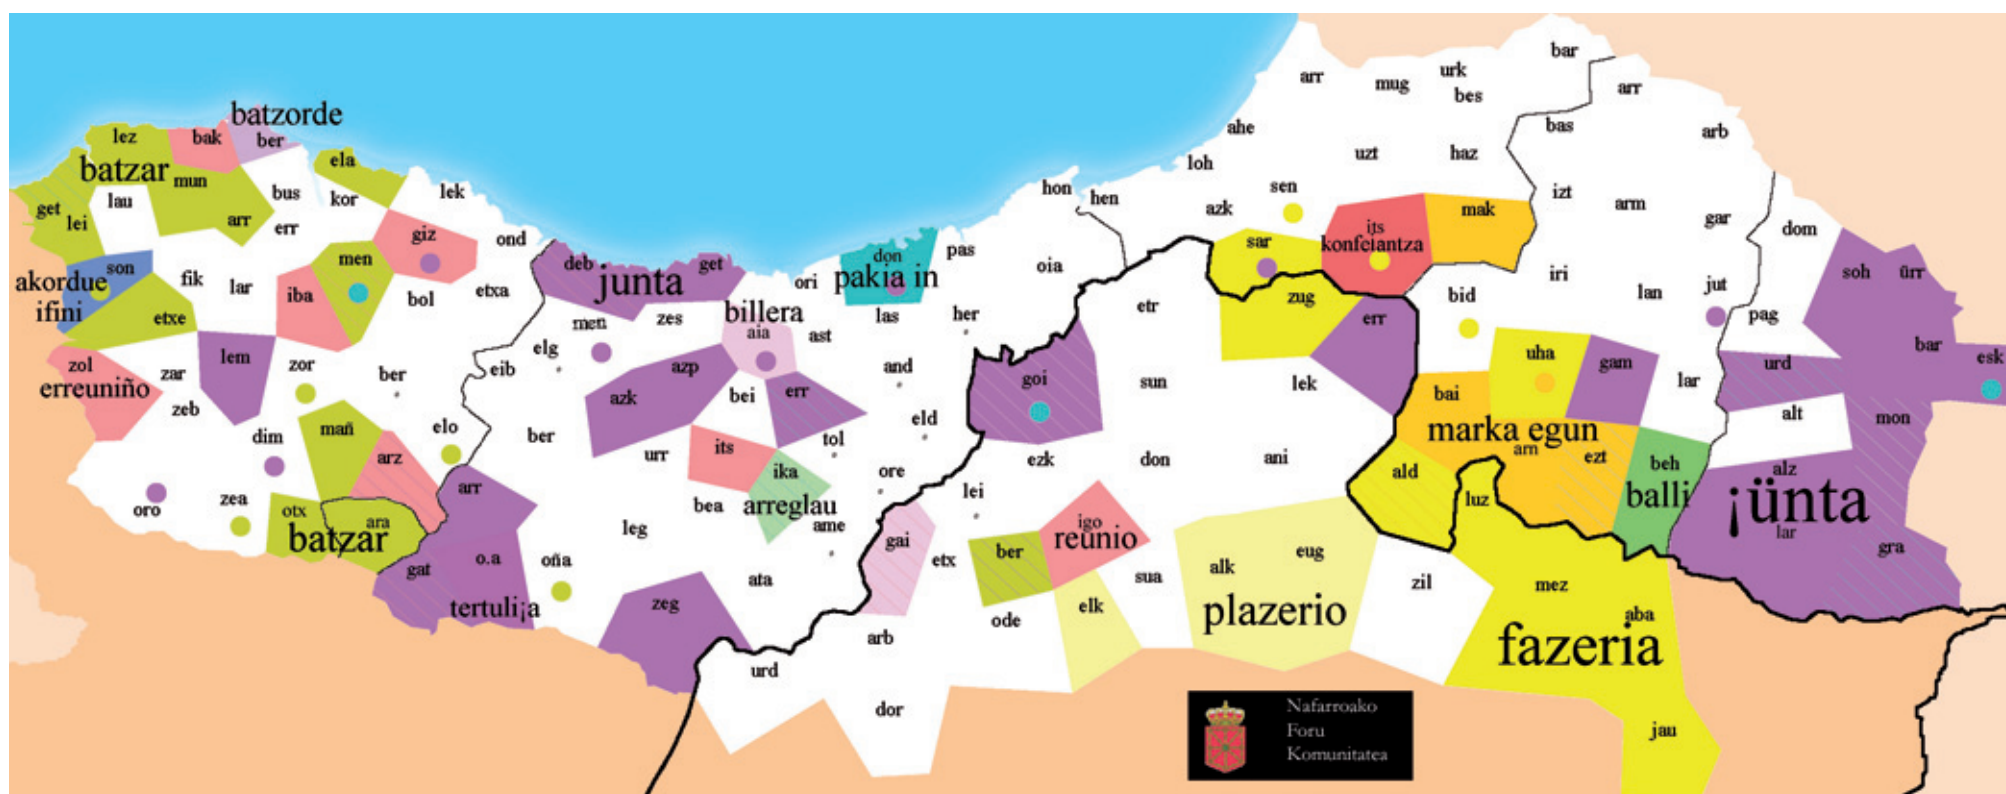 bar
arr
mug
urk
bes
arr
batzorde
lez
bak
ber
ahe
bas
arb
batzar
ela
mun
uzt
haz
loh
bus
kor
lek
hon
hen
sen
izt
get
lei
lau
arr
err
azk
mak
arm
gar
giz
ond
its
konfeiantza
dom
akordue
ifini
son
fik
lar
men
sar
iba
bol
etxa
deb
junta
get
ori
don
pakia in
pas
oia
iri
lan
jut
soh
ürr
etxe
billera
aia
zes
men
las
her
etr
zug
err
bid
pag
zol
erreuniño
zar
lem
zor
ber
eib
elg
ast
and
uha
gam
bar
esk
zeb
azk
azp
bei
err
goi
sun
lek
bai
lar
urd
alt
mon
dim
mañ
elo
ber
eld
tol
marka egun
arn
ezt
arz
urr
its
ika
arreglau
ore
ezk
don
ani
ald
beh
balli
alz
¡ünta
lar
oro
zea
otx
batzar
ara
arr
leg
bea
ame
lei
luz
gra
gat
o.a
oña
tertuli¡a
gai
etx
ber
igo
reunio
alk
eug
plazerio
zil
mez
aba
fazeria
zeg
ata
sua
elk
ode
arb
urd
dor
jau
Nafarroako
Foru
Komunitatea